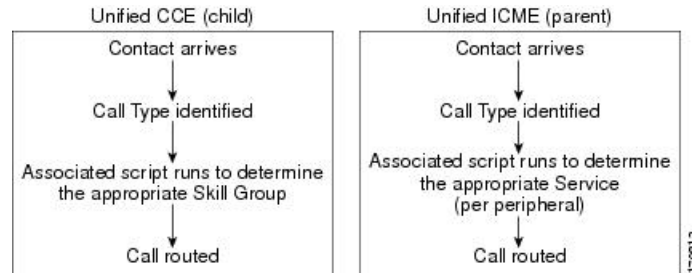 Unified CCE (child)
Contact arrives
Call Type identified
Associated script runs to determine
the appropriate Skill Group
Call routed
Unified ICME (parent)
Contact arrives
Call Type identified
Associated script runs to determine
the appropriate Service
(per peripheral)
Call routed